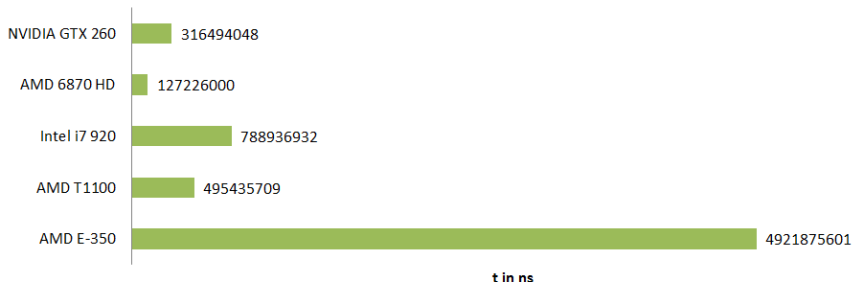 NVIDIA GTX 260 316494048
AMD 6870 HD 127226000
Intel i7 920 788936932
AMD T1100 495435709
AMD E-350 4921875601
t in ns